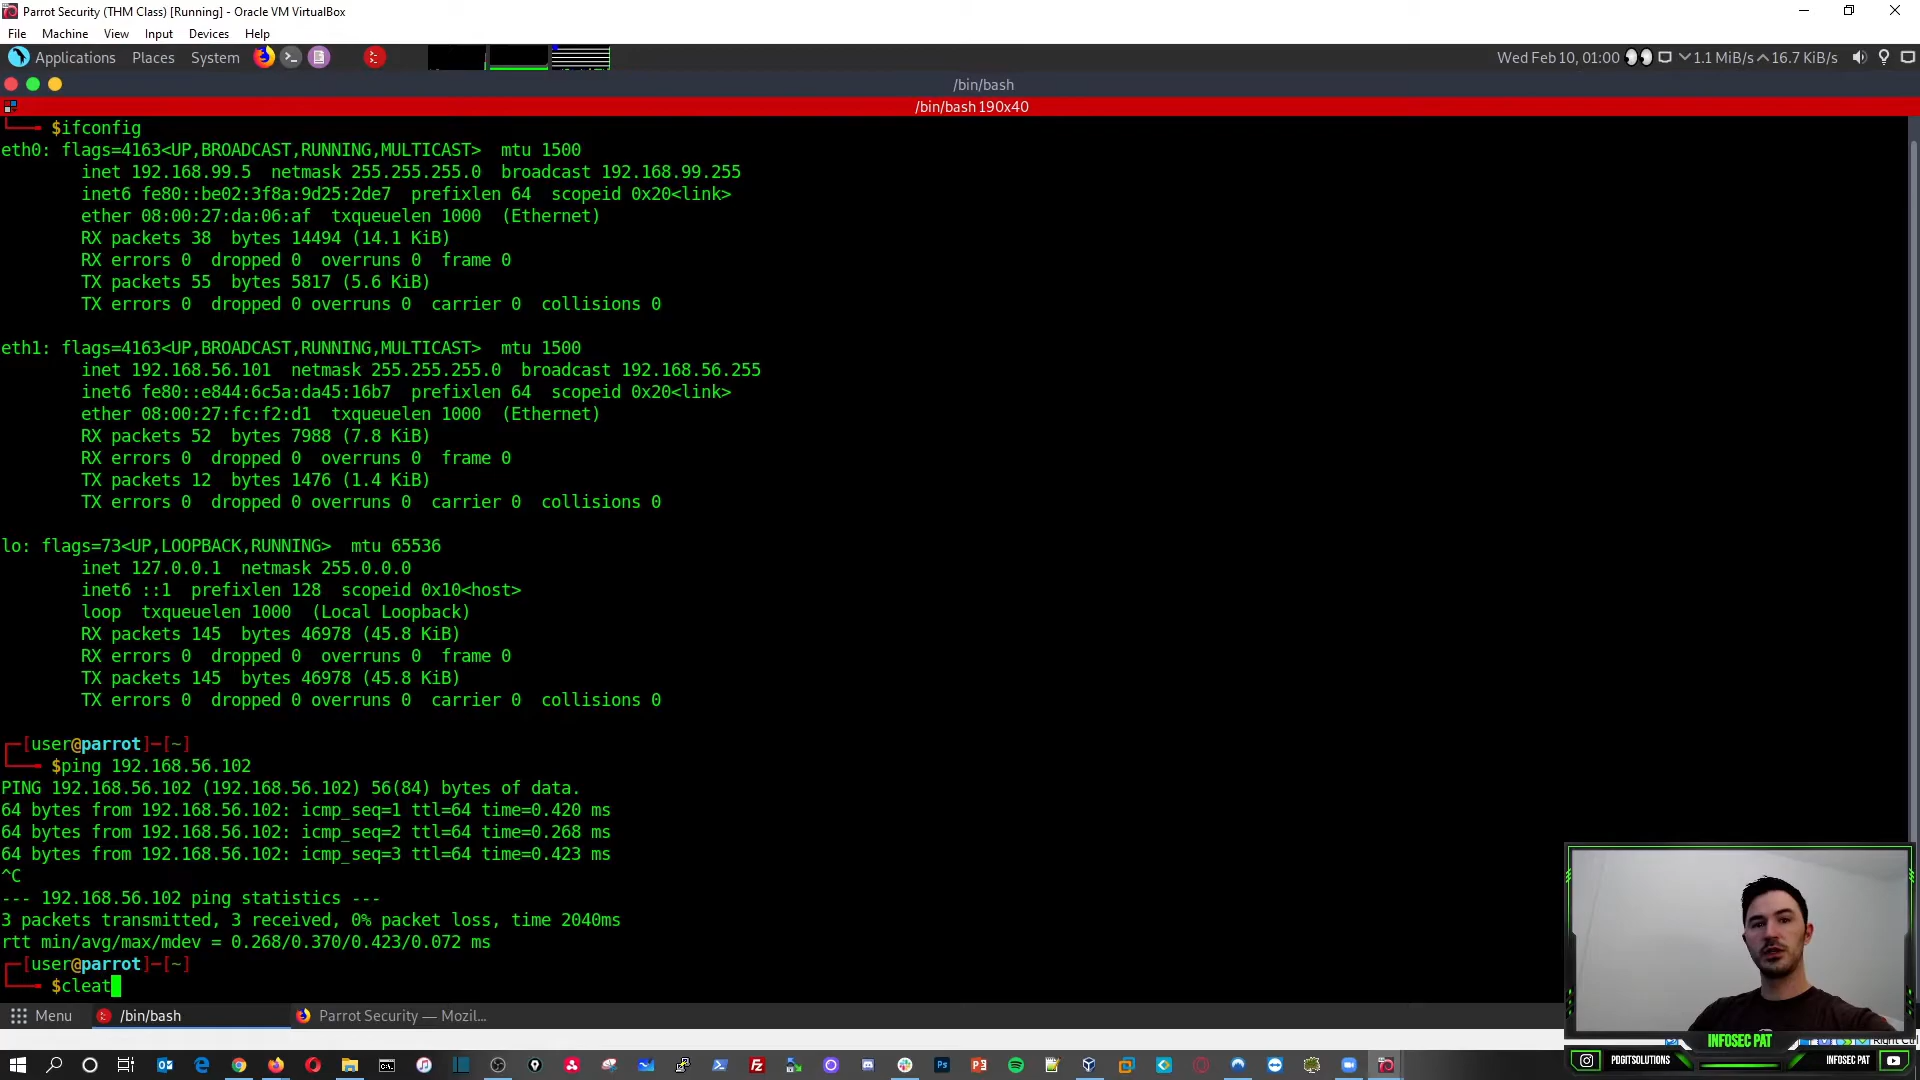 Parrot Security (THM Class) [Running] - Oracle VM VirtualBox
File Machine View Input Devices Help
Applications Places System Wed Feb 10, 01:00 1.1 MiB/s 16.7 KiB/s
/bin/bash
/bin/bash 190x40
$ifconfig
eth0: flags=4163<UP,BROADCAST,RUNNING,MULTICAST> mtu 1500
inet 192.168.99.5 netmask 255.255.255.0 broadcast 192.168.99.255
inet6 fe80::be02:3f8a:9d25:2de7 prefixlen 64 scopeid 0x20<link>
ether 08:00:27:da:06:af txqueuelen 1000 (Ethernet)
RX packets 38 bytes 14494 (14.1 KiB)
RX errors 0 dropped 0 overruns 0 frame 0
TX packets 55 bytes 5817 (5.6 KiB)
TX errors 0 dropped 0 overruns 0 carrier 0 collisions 0
eth1: flags=4163<UP,BROADCAST,RUNNING,MULTICAST> mtu 1500
inet 192.168.56.101 netmask 255.255.255.0 broadcast 192.168.56.255
inet6 fe80::e844:6c5a:da45:16b7 prefixlen 64 scopeid 0x20<link>
ether 08:00:27:fc:f2:d1 txqueuelen 1000 (Ethernet)
RX packets 52 bytes 7988 (7.8 KiB)
RX errors 0 dropped 0 overruns 0 frame 0
TX packets 12 bytes 1476 (1.4 KiB)
TX errors 0 dropped 0 overruns 0 carrier 0 collisions 0
lo: flags=73<UP,LOOPBACK,RUNNING> mtu 65536
inet 127.0.0.1 netmask 255.0.0.0
inet6 ::1 prefixlen 128 scopeid 0x10<host>
loop txqueuelen 1000 (Local Loopback)
RX packets 145 bytes 46978 (45.8 KiB)
RX errors 0 dropped 0 overruns 0 frame 0
TX packets 145 bytes 46978 (45.8 KiB)
TX errors 0 dropped 0 overruns 0 carrier 0 collisions 0
[user@parrot]-[~]
$ping 192.168.56.102
PING 192.168.56.102 (192.168.56.102) 56(84) bytes of data.
64 bytes from 192.168.56.102: icmp_seq=1 ttl=64 time=0.420 ms
64 bytes from 192.168.56.102: icmp_seq=2 ttl=64 time=0.268 ms
64 bytes from 192.168.56.102: icmp_seq=3 ttl=64 time=0.423 ms
^C
--- 192.168.56.102 ping statistics ---
3 packets transmitted, 3 received, 0% packet loss, time 2040ms
rtt min/avg/max/mdev = 0.268/0.370/0.423/0.072 ms
[user@parrot]-[~]
$cleat
Menu /bin/bash Parrot Security — Mozil...
INFOSEC PAT
Right Ctrl
PDGITSOLUTIONS INFOSEC PAT